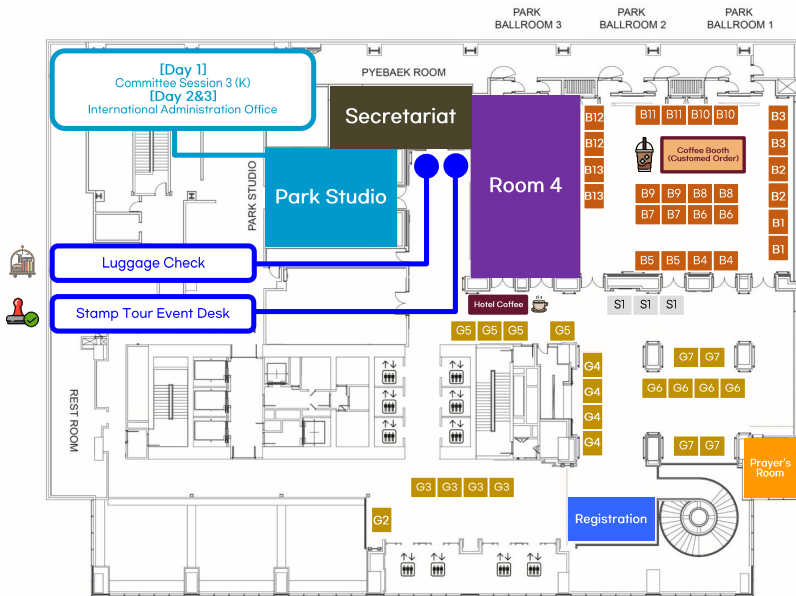 PARK
BALLROOM 3
PARK
BALLROOM 2
PARK
BALLROOM 1
PYEBAEK ROOM
[Day 1]
Committee Session 3 (K)
[Day 2&3]
International Administration Office
Secretariat
Room 4
Park Studio
PARK STUDIO
B12
B12
B13
B13
B11 B11 B10 B10
Coffee Booth
(Customed Order)
B3
B3
B2
B2
B1
B1
B9 B9 B8 B8
B7 B7 B6 B6
B5 B5 B4 B4
Luggage Check
Stamp Tour Event Desk
Hotel Coffee
S1 S1 S1
G5 G5 G5 G5
G4
G4
G4
G4
G7 G7
G6 G6 G6 G6
G7 G7
REST ROOM
Prayer's
Room
G3 G3 G3 G3
G2
Registration